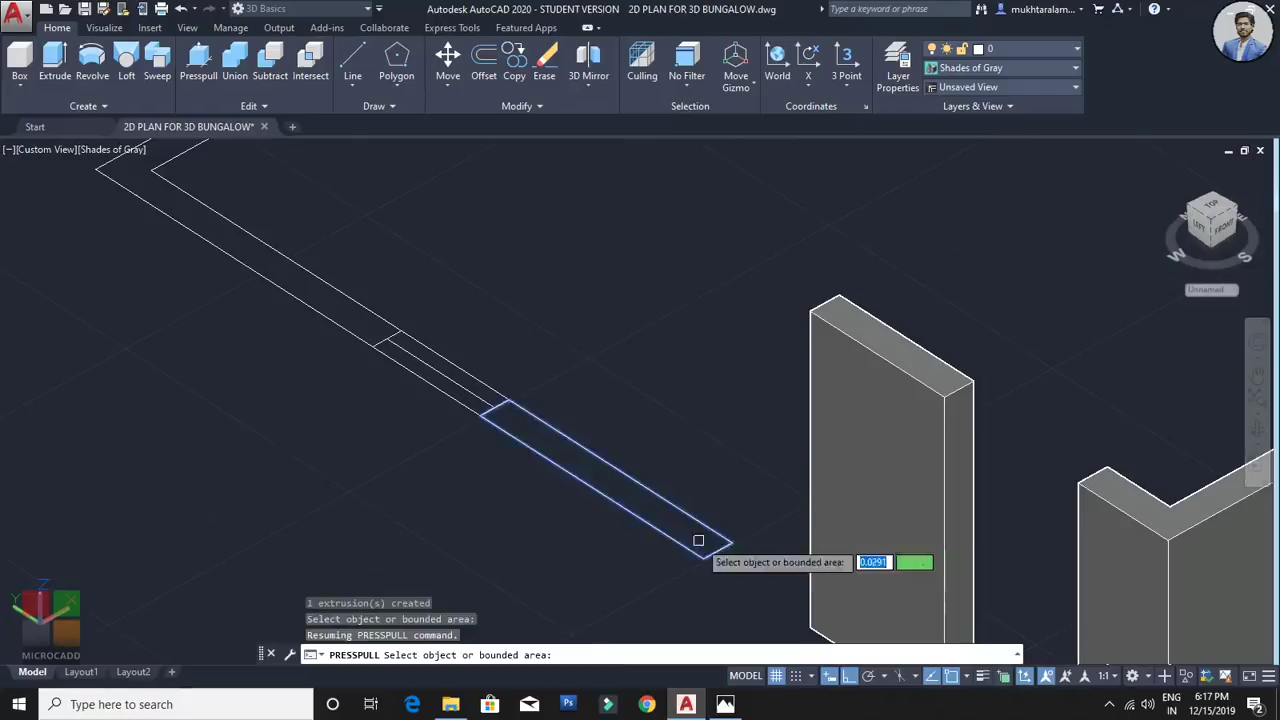 3D Basics
Autodesk AutoCAD 2020 - STUDENT VERSION 2D PLAN FOR 3D BUNGALOW.dwg
Type a keyword or phrase
mukhtaralam...
Home Visualize Insert View Manage Output Add-ins Collaborate Express Tools Featured Apps
Box Extrude Revolve Loft Sweep Presspull Union Subtract Intersect Line Polygon Move Offset Copy Erase 3D Mirror Culling No Filter Move Gizmo World X 3 Point Layer Properties
0
Shades of Gray
Unsaved View
Create Edit Draw Modify Selection Coordinates Layers & View
Start 2D PLAN FOR 3D BUNGALOW*
[−][Custom View][Shades of Gray]
TOP
LEFT FRONT
W S
Unnamed
Select object or bounded area: 0.0291
1 extrusion(s) created
Select object or bounded area:
Resuming PRESSPULL command.
PRESSPULL Select object or bounded area:
Z
Y X
MICROCADD
Model Layout1 Layout2
MODEL 1:1
Type here to search
ENG
IN
6:17 PM
12/15/2019
2